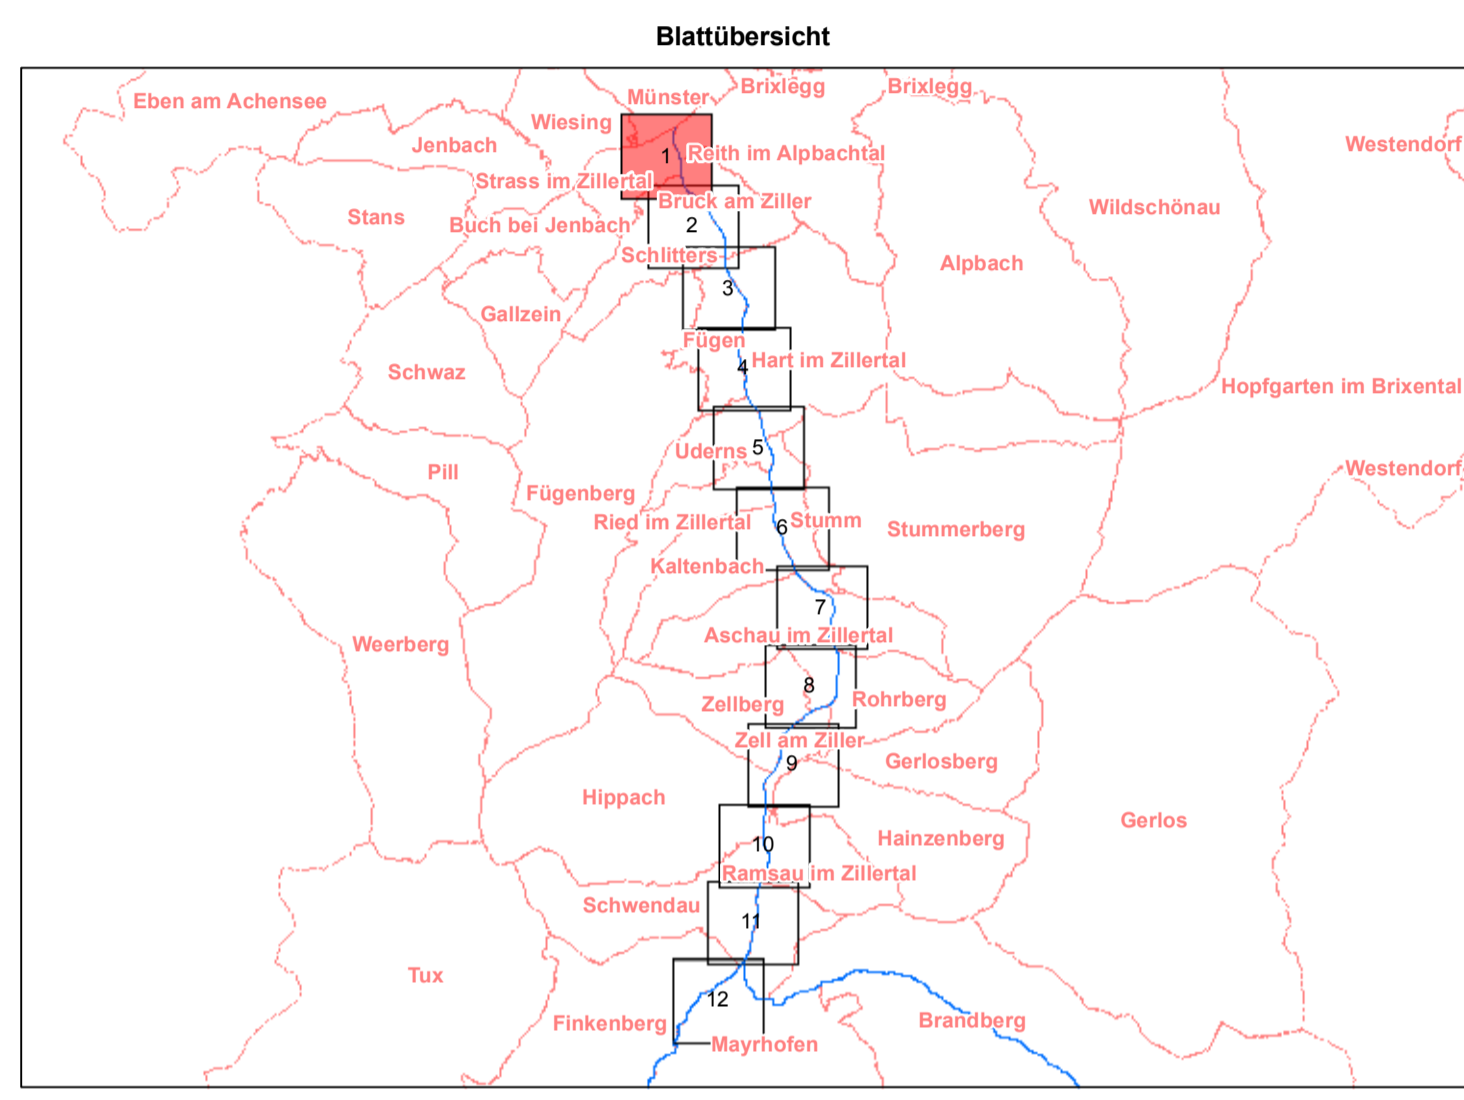 Blattübersicht
Brixlegg
Brixlegg
Münster
Eben am Achensee
Wiesing
Jenbach
Westendorf
1
Reith im Alpbachtal
Strass im Zillertal
Bruck am Ziller
Wildschönau
Stans
Buch bei Jenbach
2
Schlitters
Alpbach
3
Gallzein
Fügen
Hart im Zillertal
4
Schwaz
Hopfgarten im Brixental
5
Uderns
Pill
Westendorf
Fügenberg
Ried im Zillertal
6
Stumm
Stummerberg
Kaltenbach
7
Aschau im Zillertal
Weerberg
8
Zellberg
Rohrberg
Zell am Ziller
9
Gerlosberg
Hippach
Gerlos
10
Hainzenberg
Ramsau im Zillertal
Schwendau
11
Tux
12
Finkenberg
Brandberg
Mayrhofen